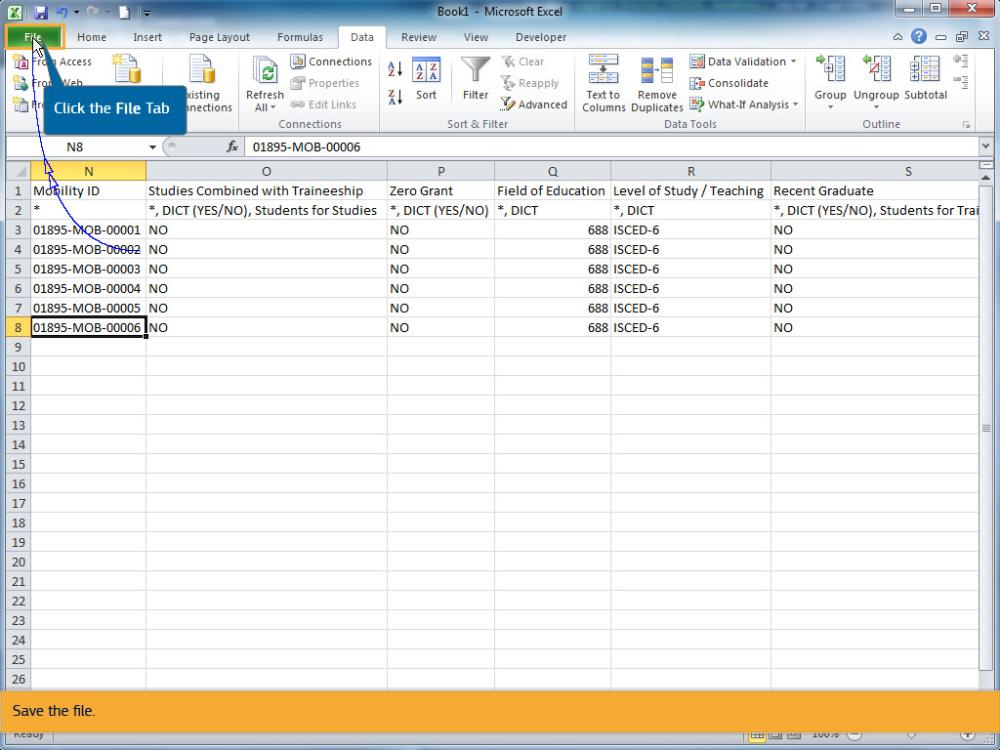 Book1 - Microsoft Excel
File Home Insert Page Layout Formulas Data Review View Developer
Access
Web
Click the File Tab
Existing
Connections
Refresh
All
Connections
Properties
Edit Links
Connections
Sort
Filter
Clear
Reapply
Advanced
Sort & Filter
Text to
Columns
Remove
Duplicates
Data Validation
Consolidate
What-If Analysis
Data Tools
Group
Ungroup
Subtotal
Outline
N8 fx 01895-MOB-00006
N O P Q R S
1 Mobility ID Studies Combined with Traineeship Zero Grant Field of Education Level of Study / Teaching Recent Graduate
2 * *, DICT (YES/NO), Students for Studies *, DICT (YES/NO) *, DICT *, DICT *, DICT (YES/NO), Students for Trai
3 01895-MOB-00001 NO NO 688 ISCED-6 NO
4 01895-MOB-00002 NO NO 688 ISCED-6 NO
5 01895-MOB-00003 NO NO 688 ISCED-6 NO
6 01895-MOB-00004 NO NO 688 ISCED-6 NO
7 01895-MOB-00005 NO NO 688 ISCED-6 NO
8 01895-MOB-00006 NO NO 688 ISCED-6 NO
9
10
11
12
13
14
15
16
17
18
19
20
21
22
23
24
25
26
Save the file.
Ready 100%